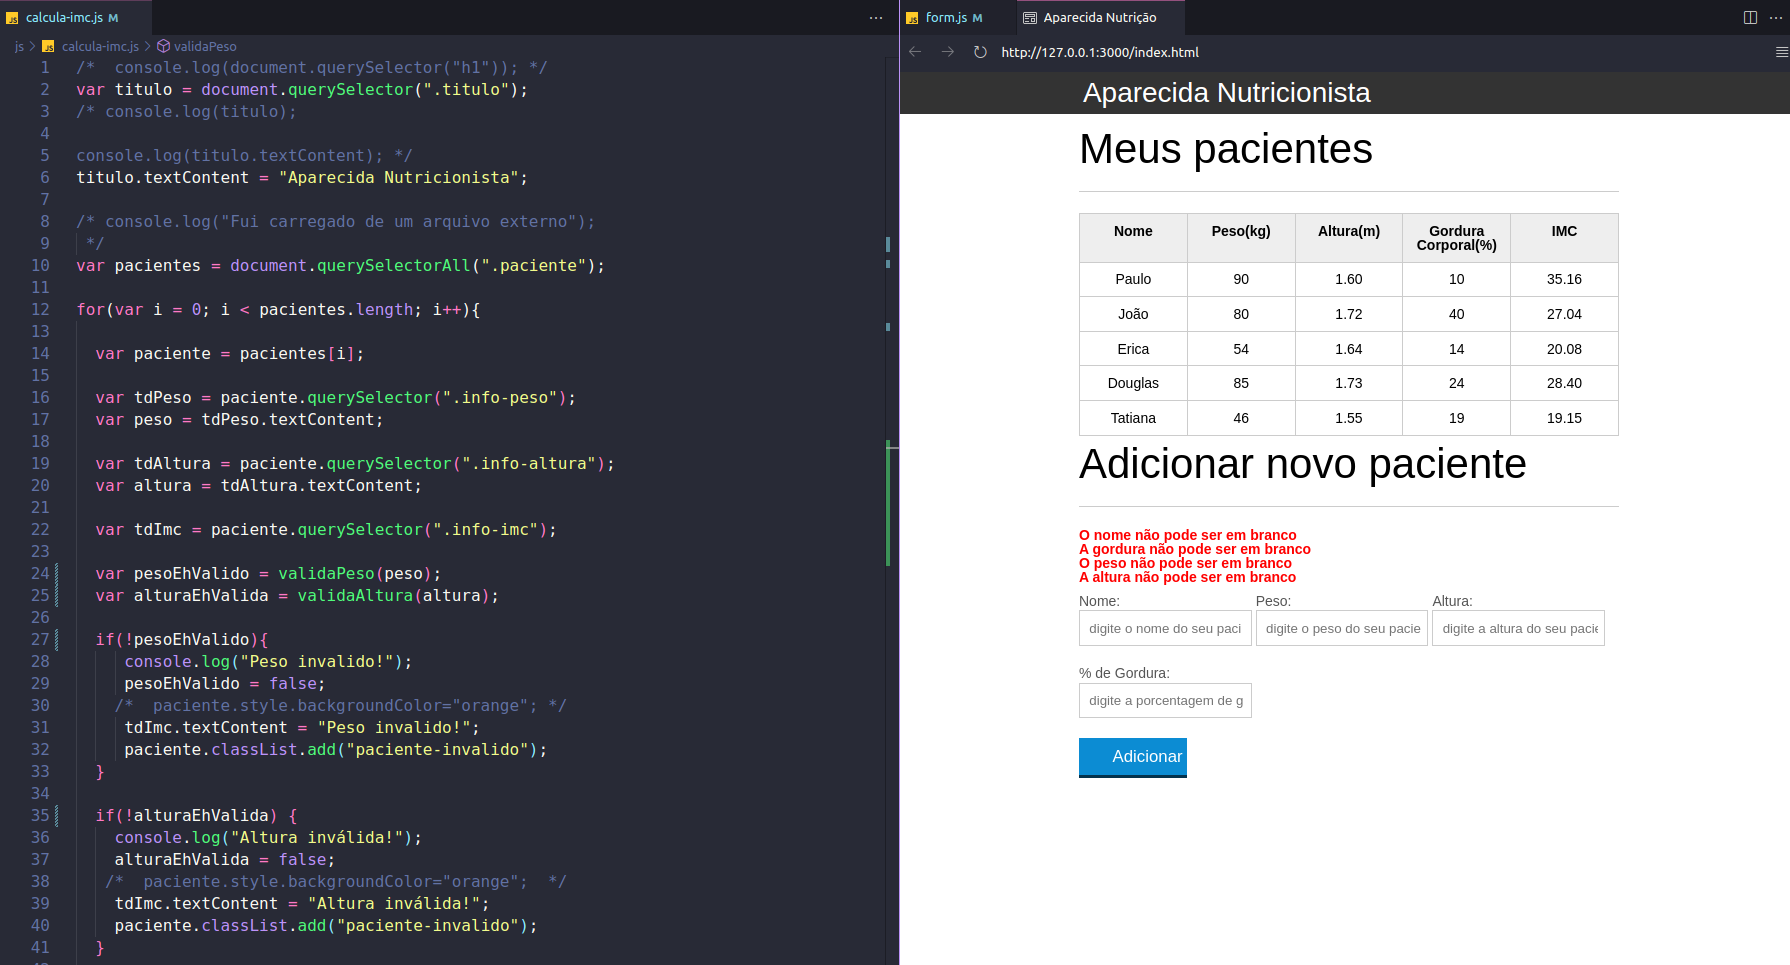 calcula-imc.js M
js > calcula-imc.js > validaPeso
1 /*  console.log(document.querySelector("h1")); */
2 var titulo = document.querySelector(".titulo");
3 /* console.log(titulo);
4
5 console.log(titulo.textContent); */
6 titulo.textContent = "Aparecida Nutricionista";
7
8 /* console.log("Fui carregado de um arquivo externo");
9  */
10 var pacientes = document.querySelectorAll(".paciente");
11
12 for(var i = 0; i < pacientes.length; i++){
13
14   var paciente = pacientes[i];
15
16   var tdPeso = paciente.querySelector(".info-peso");
17   var peso = tdPeso.textContent;
18
19   var tdAltura = paciente.querySelector(".info-altura");
20   var altura = tdAltura.textContent;
21
22   var tdImc = paciente.querySelector(".info-imc");
23
24   var pesoEhValido = validaPeso(peso);
25   var alturaEhValida = validaAltura(altura);
26
27   if(!pesoEhValido){
28      console.log("Peso invalido!");
29      pesoEhValido = false;
30     /*  paciente.style.backgroundColor="orange"; */
31      tdImc.textContent = "Peso invalido!";
32      paciente.classList.add("paciente-invalido");
33   }
34
35   if(!alturaEhValida) {
36     console.log("Altura inválida!");
37     alturaEhValida = false;
38    /*  paciente.style.backgroundColor="orange";  */
39     tdImc.textContent = "Altura inválida!";
40     paciente.classList.add("paciente-invalido");
41   }
form.js M
Aparecida Nutrição
http://127.0.0.1:3000/index.html
Aparecida Nutricionista
Meus pacientes
Nome Peso(kg) Altura(m) Gordura Corporal(%) IMC
Paulo 90 1.60 10 35.16
João 80 1.72 40 27.04
Erica 54 1.64 14 20.08
Douglas 85 1.73 24 28.40
Tatiana 46 1.55 19 19.15
Adicionar novo paciente
O nome não pode ser em branco
A gordura não pode ser em branco
O peso não pode ser em branco
A altura não pode ser em branco
Nome: Peso: Altura:
digite o nome do seu paci digite o peso do seu pacie digite a altura do seu pacie
% de Gordura:
digite a porcentagem de g
Adicionar